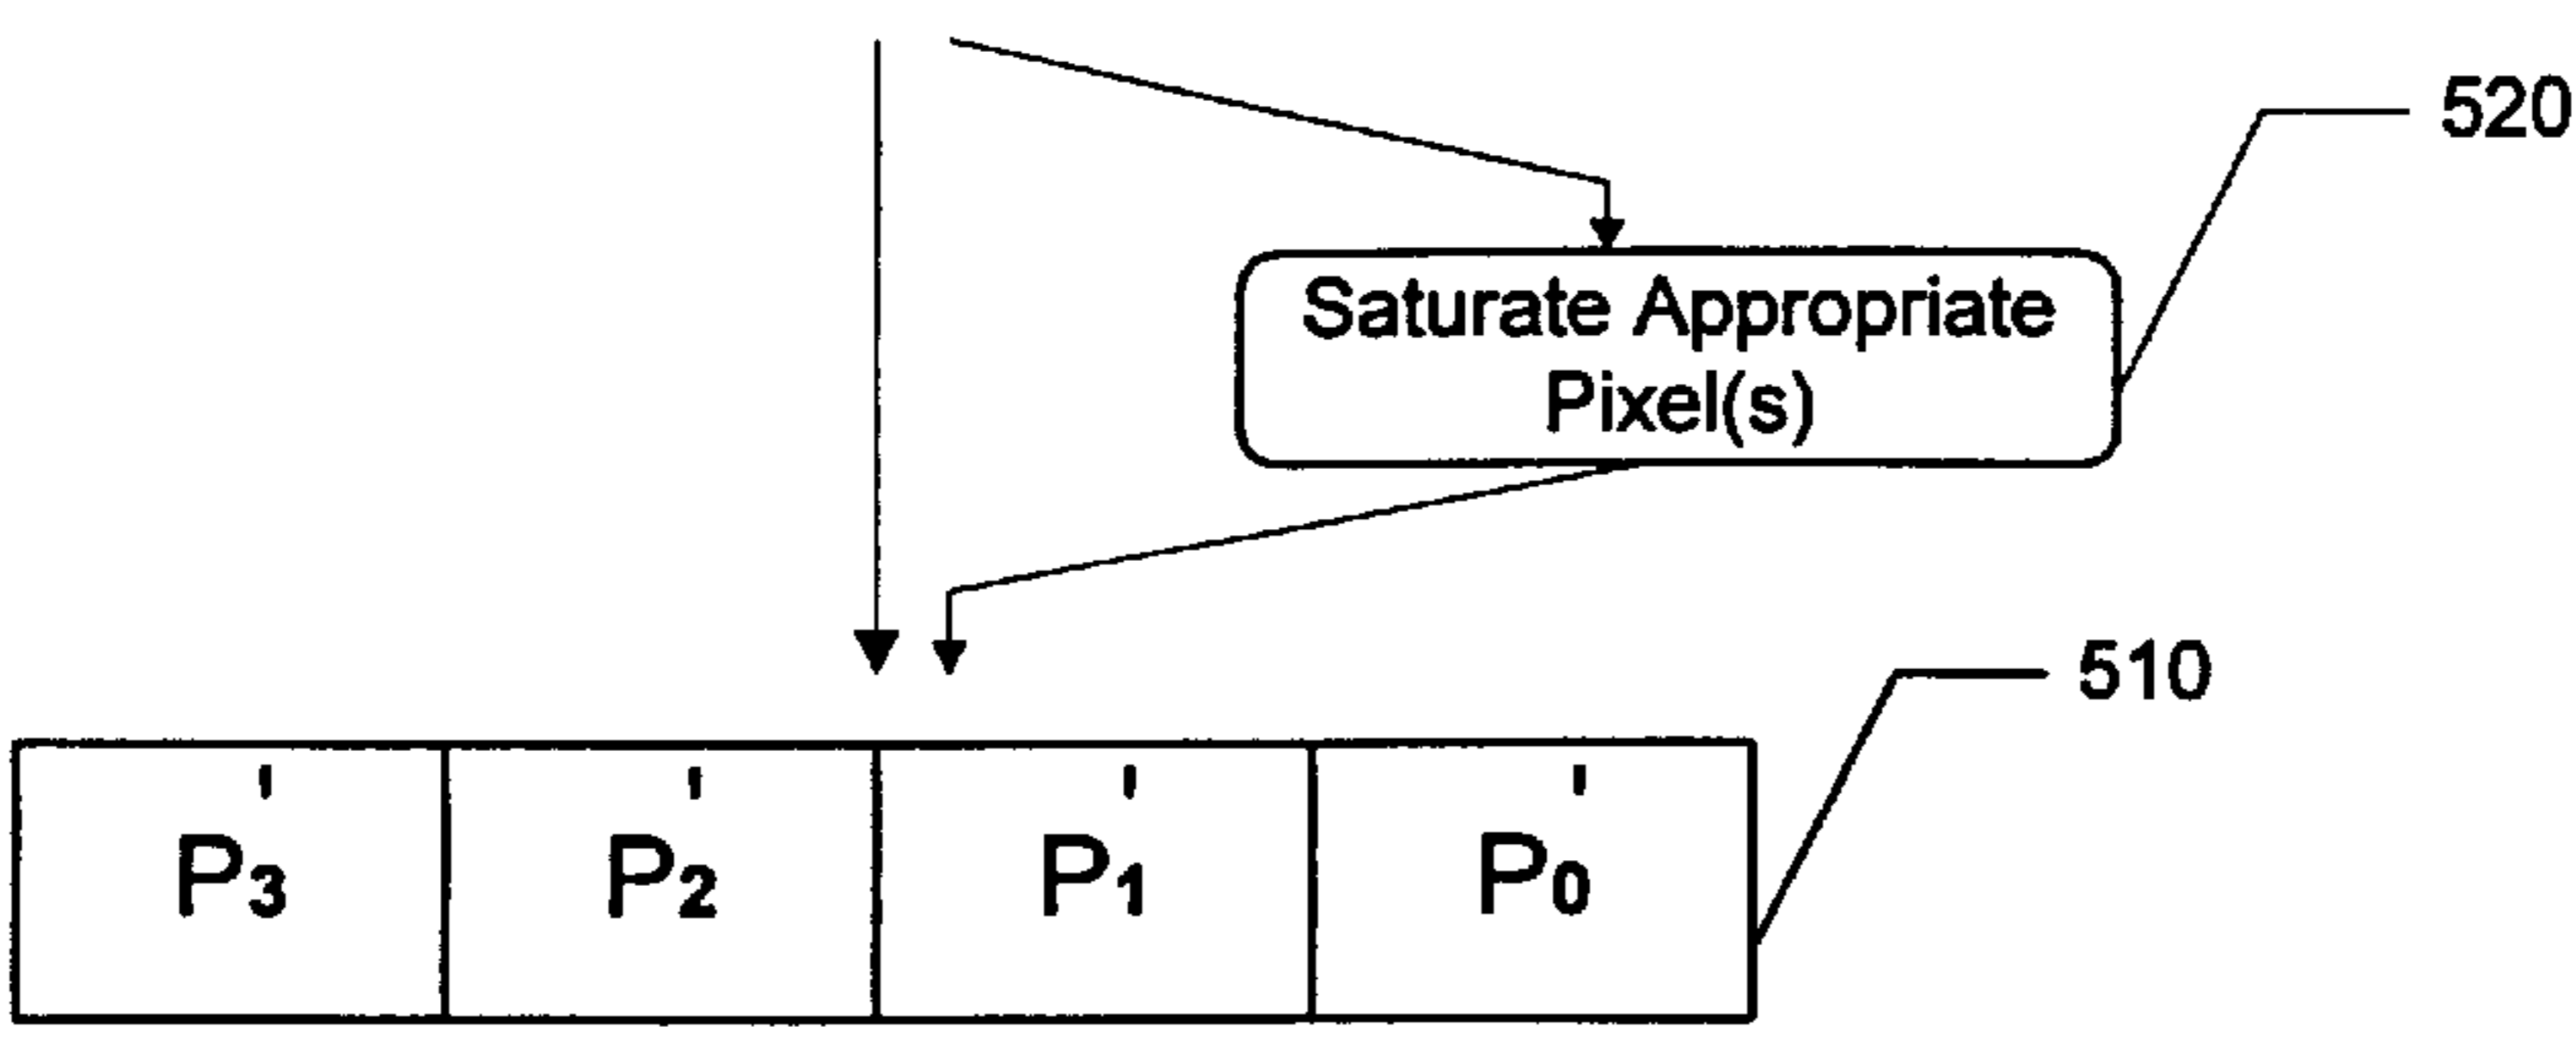 520
Saturate Appropriate
Pixel(s)
510
P₃' P₂' P₁' P₀'